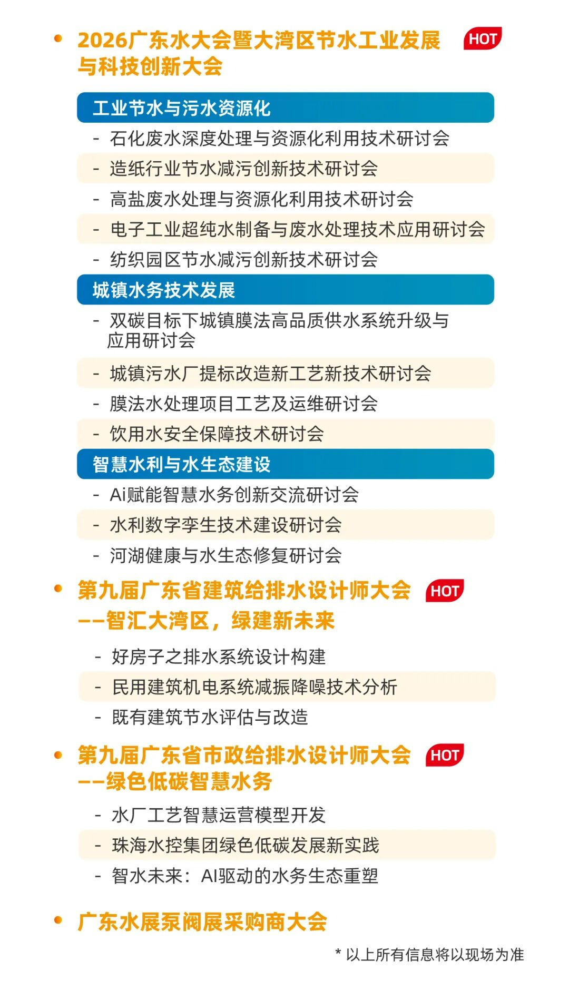 2026广东水大会暨大湾区节水工业发展 HOT
与科技创新大会
工业节水与污水资源化
- 石化废水深度处理与资源化利用技术研讨会
- 造纸行业节水减污创新技术研讨会
- 高盐废水处理与资源化利用技术研讨会
- 电子工业超纯水制备与废水处理技术应用研讨会
- 纺织园区节水减污创新技术研讨会
城镇水务技术发展
- 双碳目标下城镇膜法高品质供水系统升级与
应用研讨会
- 城镇污水厂提标改造新工艺新技术研讨会
- 膜法水处理项目工艺及运维研讨会
- 饮用水安全保障技术研讨会
智慧水利与水生态建设
- Ai赋能智慧水务创新交流研讨会
- 水利数字孪生技术建设研讨会
- 河湖健康与水生态修复研讨会
第九届广东省建筑给排水设计师大会 HOT
——智汇大湾区，绿建新未来
- 好房子之排水系统设计构建
- 民用建筑机电系统减振降噪技术分析
- 既有建筑节水评估与改造
第九届广东省市政给排水设计师大会 HOT
——绿色低碳智慧水务
- 水厂工艺智慧运营模型开发
- 珠海水控集团绿色低碳发展新实践
- 智水未来：AI驱动的水务生态重塑
广东水展泵阀展采购商大会
* 以上所有信息将以现场为准